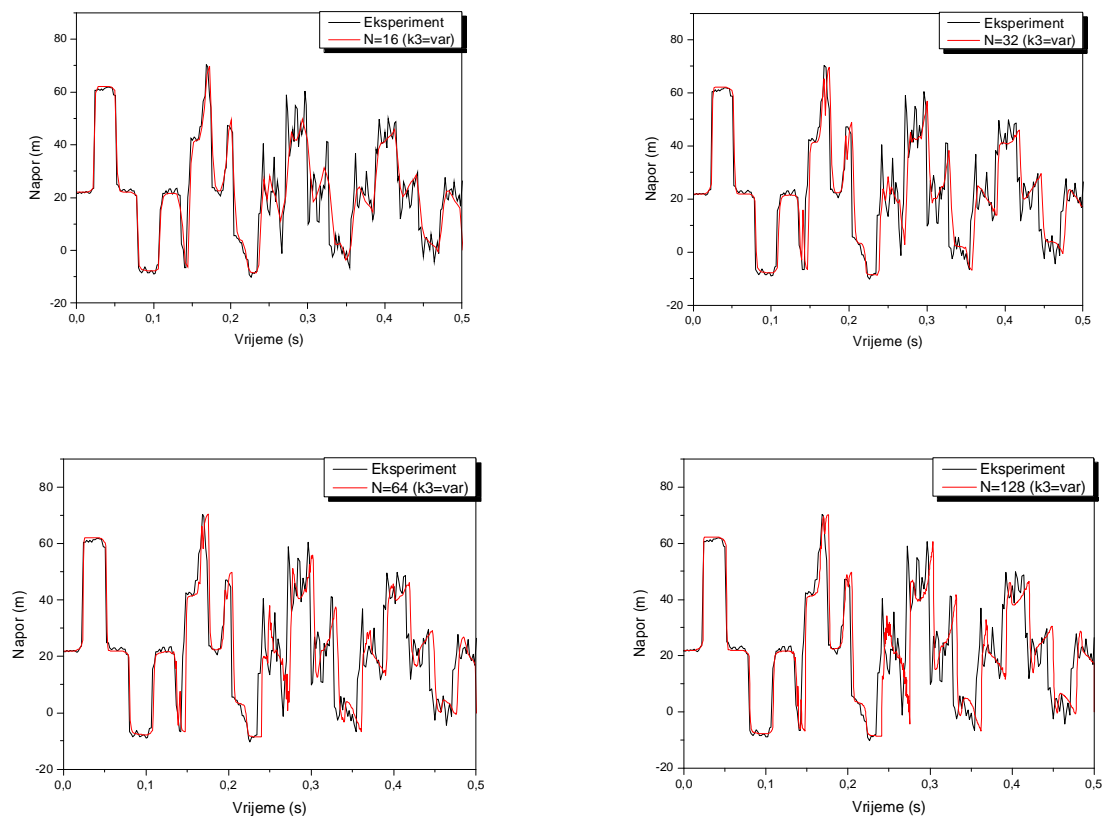 Eksperiment
N=16 (k3=var)
80
60
40
20
0
-20
Napor (m)
0,0 0,1 0,2 0,3 0,4 0,5
Vrijeme (s)
Eksperiment
N=32 (k3=var)
80
60
40
20
0
-20
Napor (m)
0,0 0,1 0,2 0,3 0,4 0,5
Vrijeme (s)
Eksperiment
N=64 (k3=var)
80
60
40
20
0
-20
Napor (m)
0,0 0,1 0,2 0,3 0,4 0,5
Vrijeme (s)
Eksperiment
N=128 (k3=var)
80
60
40
20
0
-20
Napor (m)
0,0 0,1 0,2 0,3 0,4 0,5
Vrijeme (s)